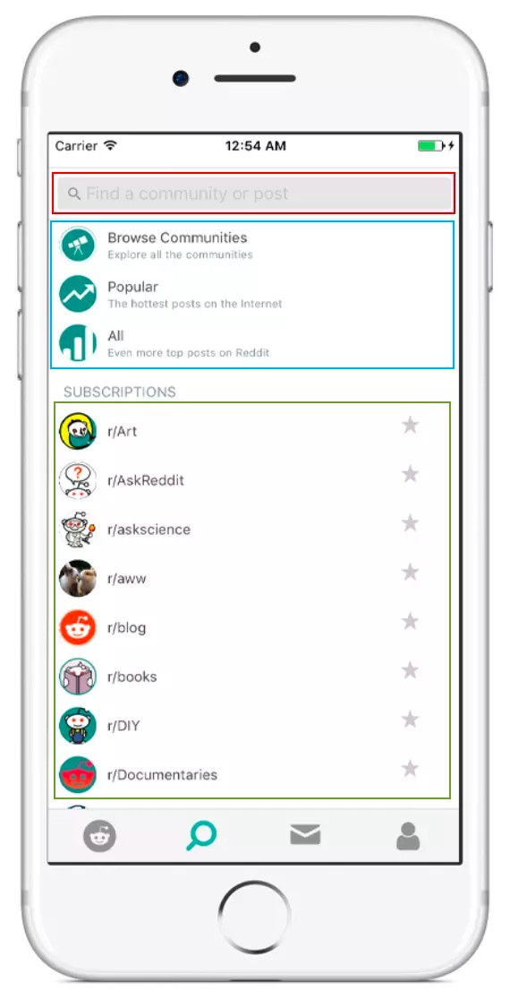 Carrier
12:54 AM
Find a community or post
Browse Communities
Explore all the communities
Popular
The hottest posts on the Internet
All
Even more top posts on Reddit
SUBSCRIPTIONS
r/Art
?
r/AskReddit
r/askscience
r/aww
r/blog
r/books
r/DIY
r/Documentaries